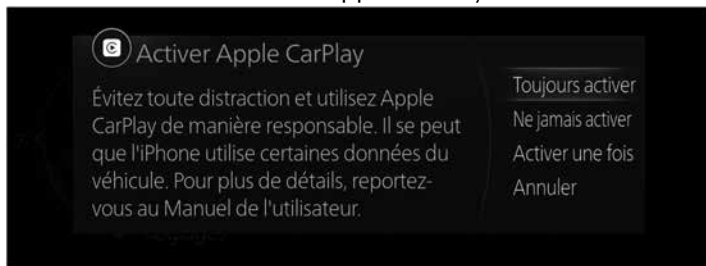 Activer Apple CarPlay
Évitez toute distraction et utilisez Apple
CarPlay de manière responsable. Il se peut
que l'iPhone utilise certaines données du
véhicule. Pour plus de détails, reportez-
vous au Manuel de l'utilisateur.
Toujours activer
Ne jamais activer
Activer une fois
Annuler